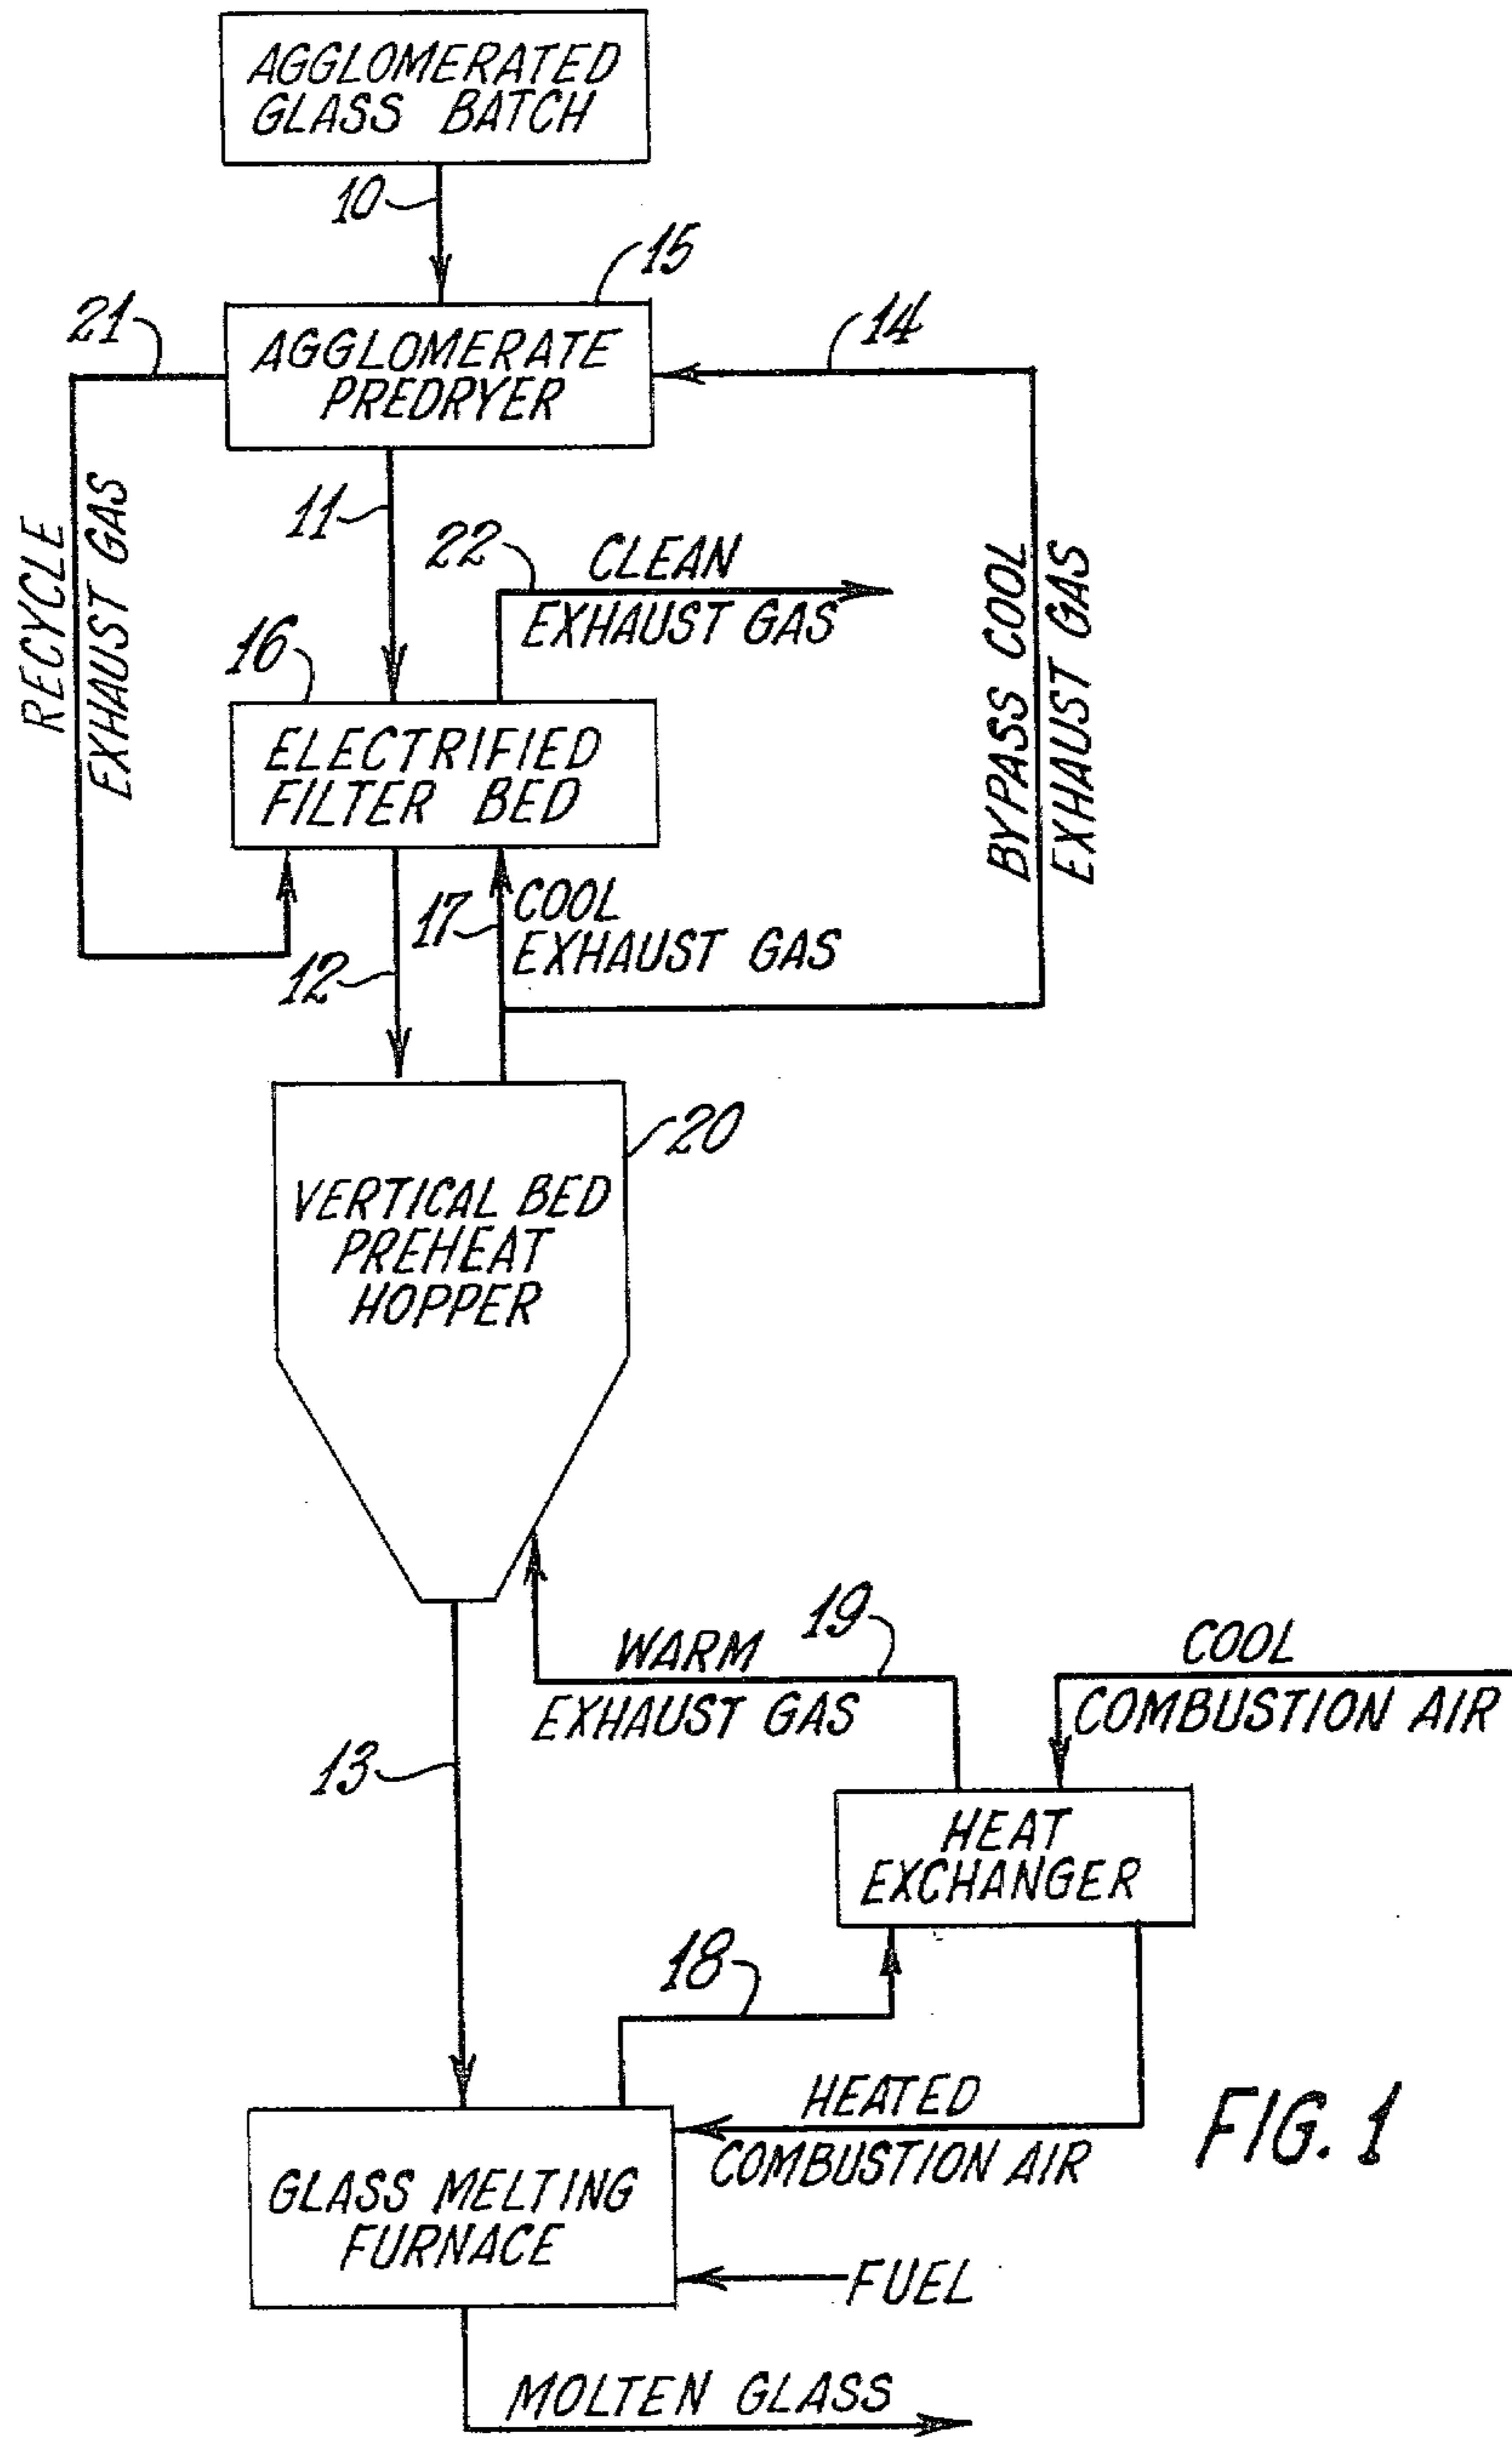 AGGLOMERATED
GLASS BATCH
10
15
21
14
AGGLOMERATE
PREDRYER
11
22
CLEAN
EXHAUST GAS
RECYCLE
EXHAUST GAS
BYPASS COOL
EXHAUST GAS
16
ELECTRIFIED
FILTER BED
17
COOL
EXHAUST GAS
12
20
VERTICAL BED
PREHEAT
HOPPER
19
WARM
EXHAUST GAS
COOL
COMBUSTION AIR
13
HEAT
EXCHANGER
18
HEATED
COMBUSTION AIR
FIG. 1
GLASS MELTING
FURNACE
FUEL
MOLTEN GLASS